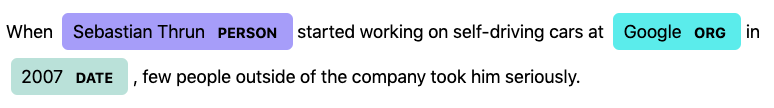 When Sebastian Thrun PERSON started working on self-driving cars at Google ORG in
2007 DATE , few people outside of the company took him seriously.